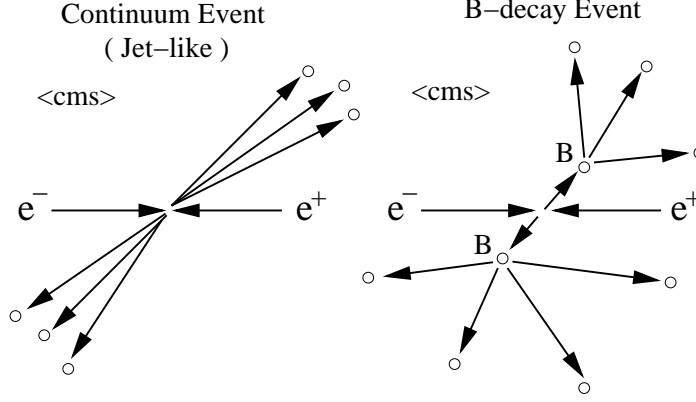 Continuum Event
( Jet−like )
<cms>
e− e+
B−decay Event
<cms>
B
e− e+
B